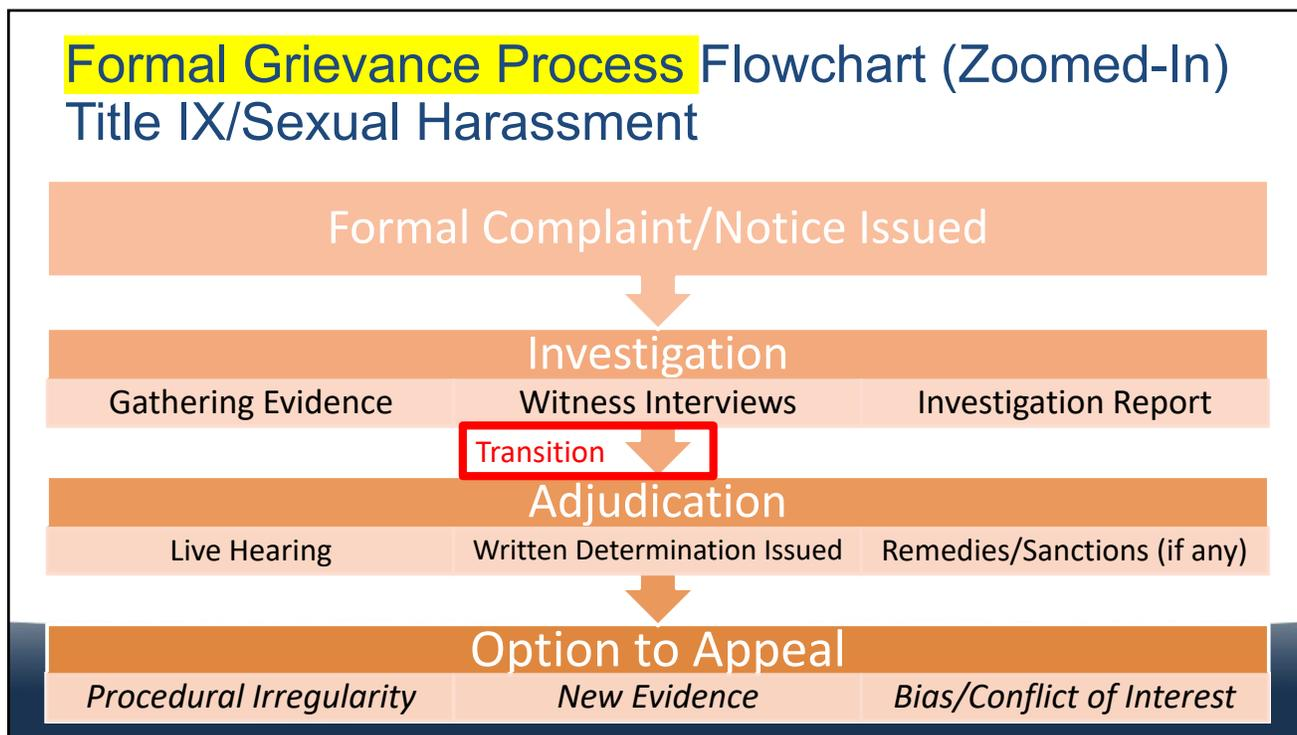 Formal Grievance Process Flowchart (Zoomed-In)
Title IX/Sexual Harassment
Formal Complaint/Notice Issued
Investigation
Gathering Evidence
Witness Interviews
Investigation Report
Transition
Adjudication
Live Hearing
Written Determination Issued
Remedies/Sanctions (if any)
Option to Appeal
Procedural Irregularity
New Evidence
Bias/Conflict of Interest